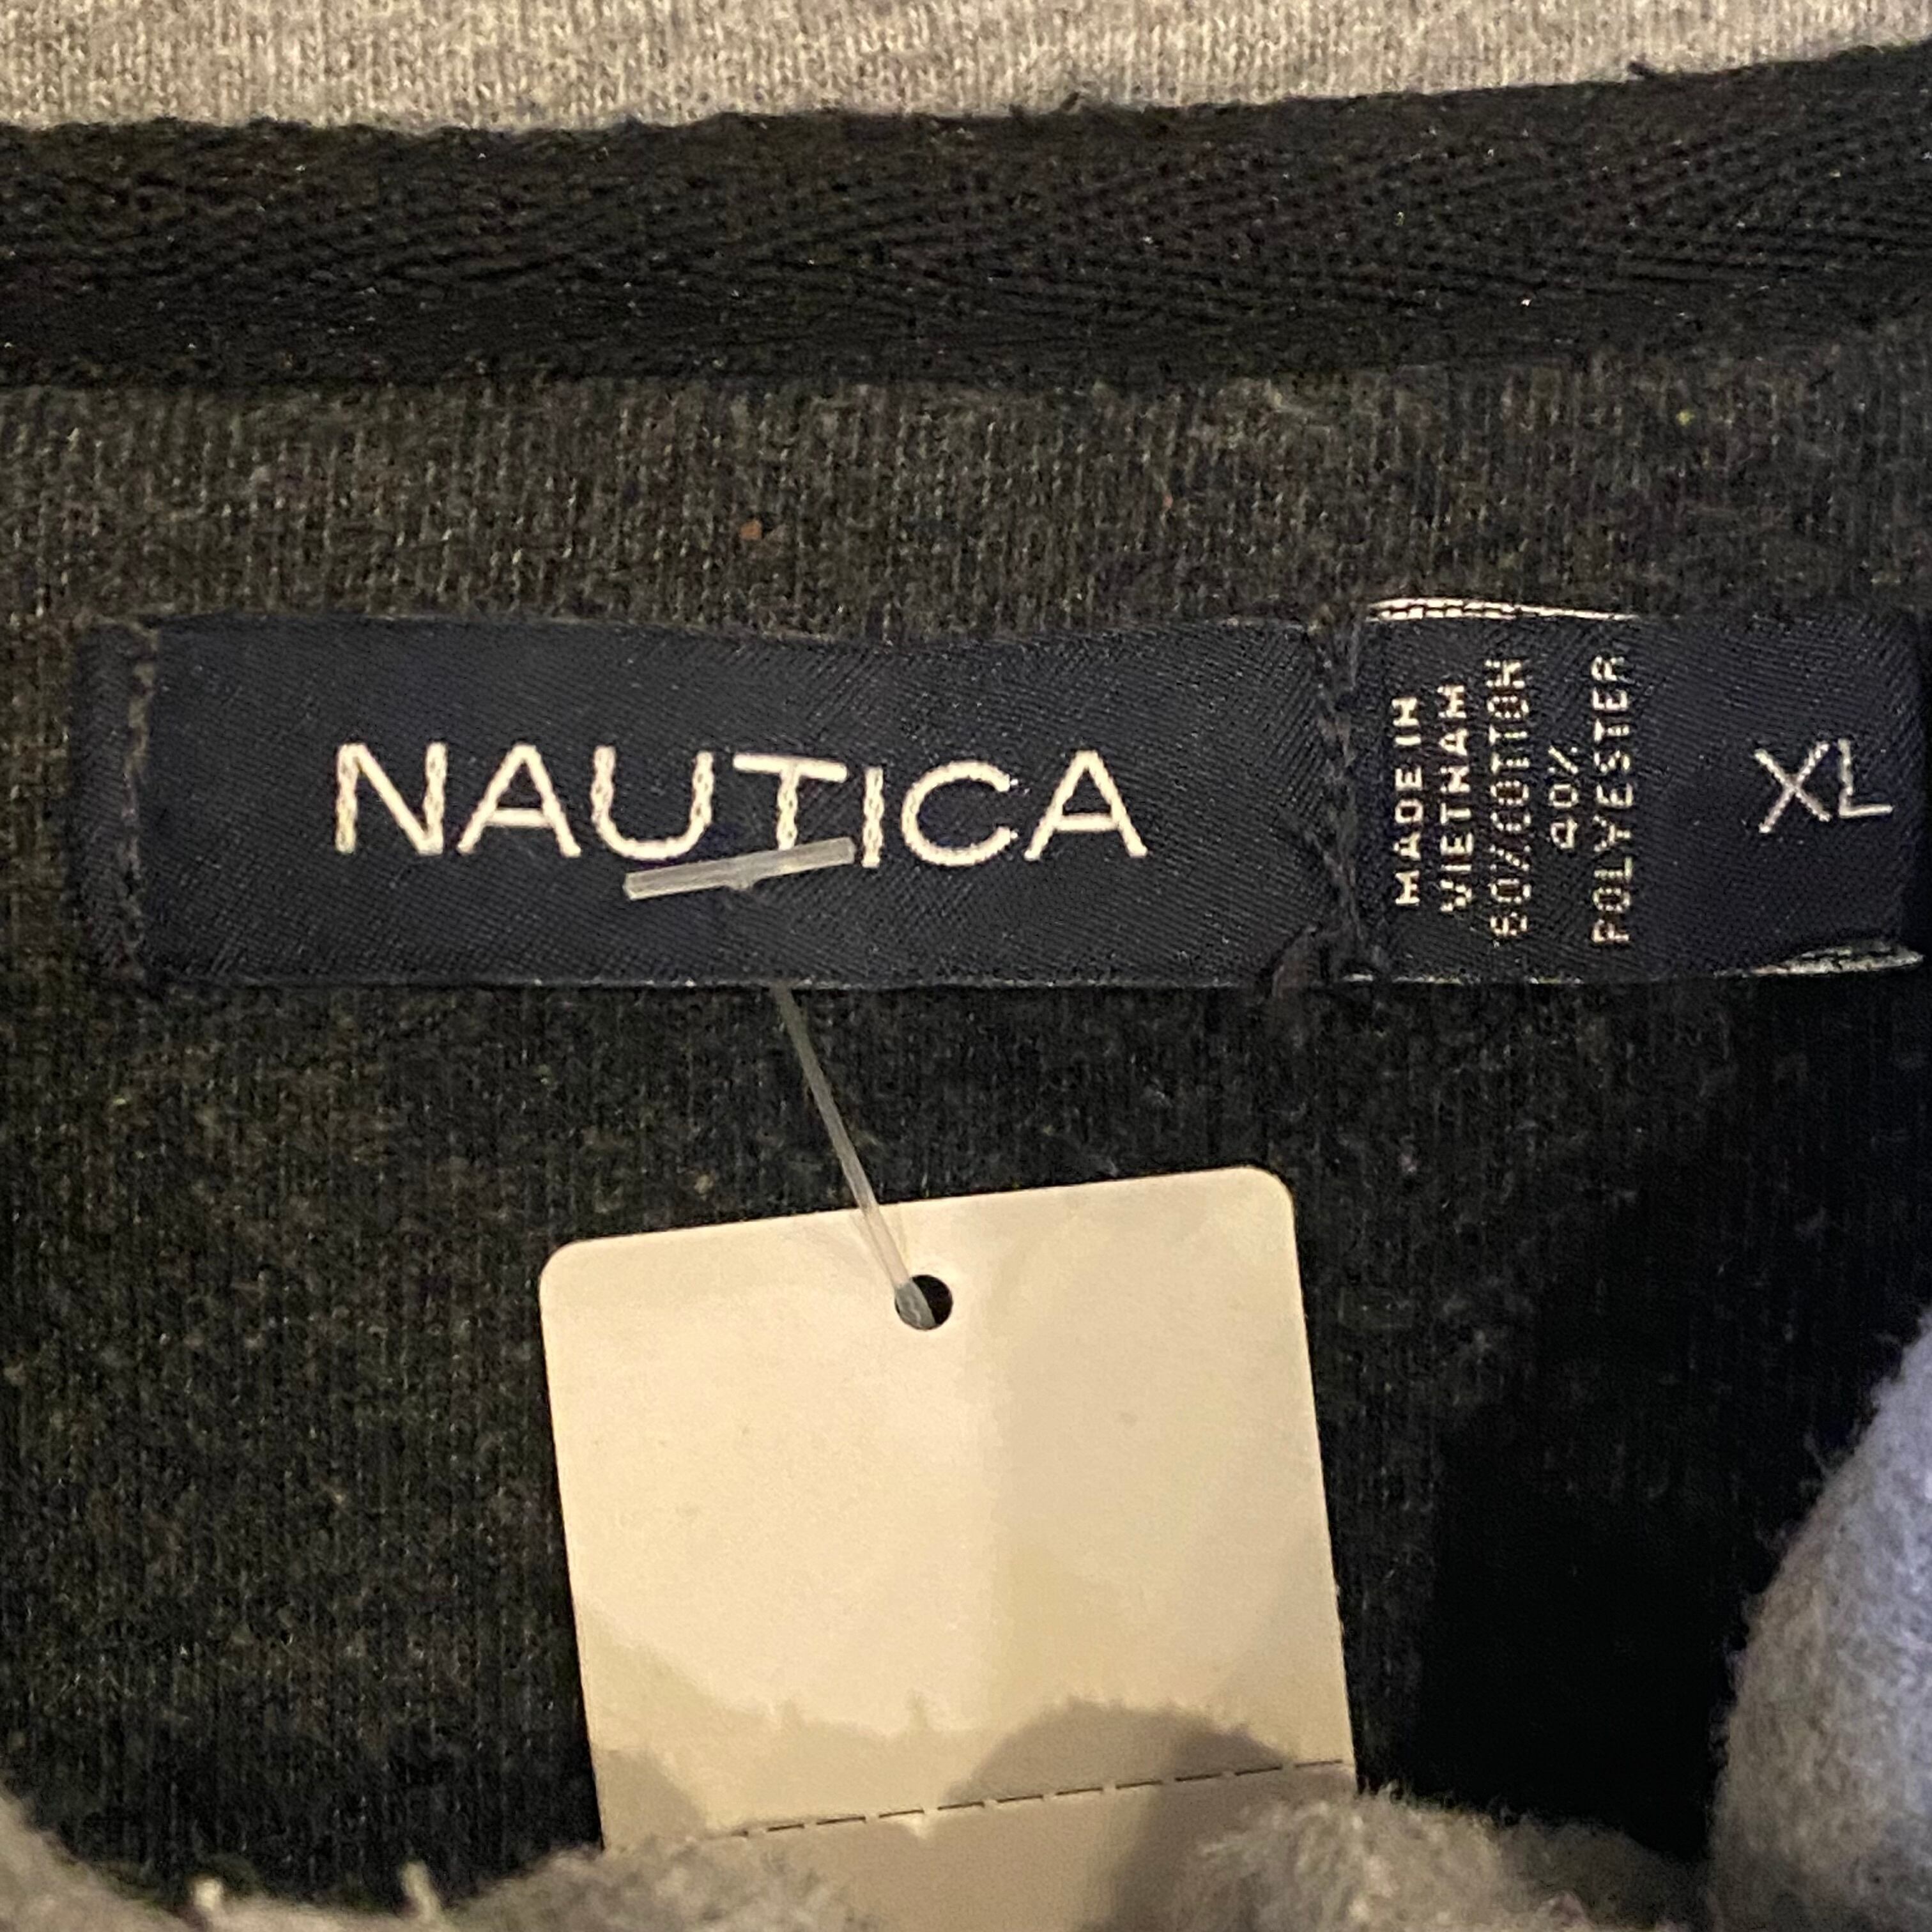 NAUTICA
MADE IN
VIETNAM
60%COTTON
40%
POLYESTER
XL